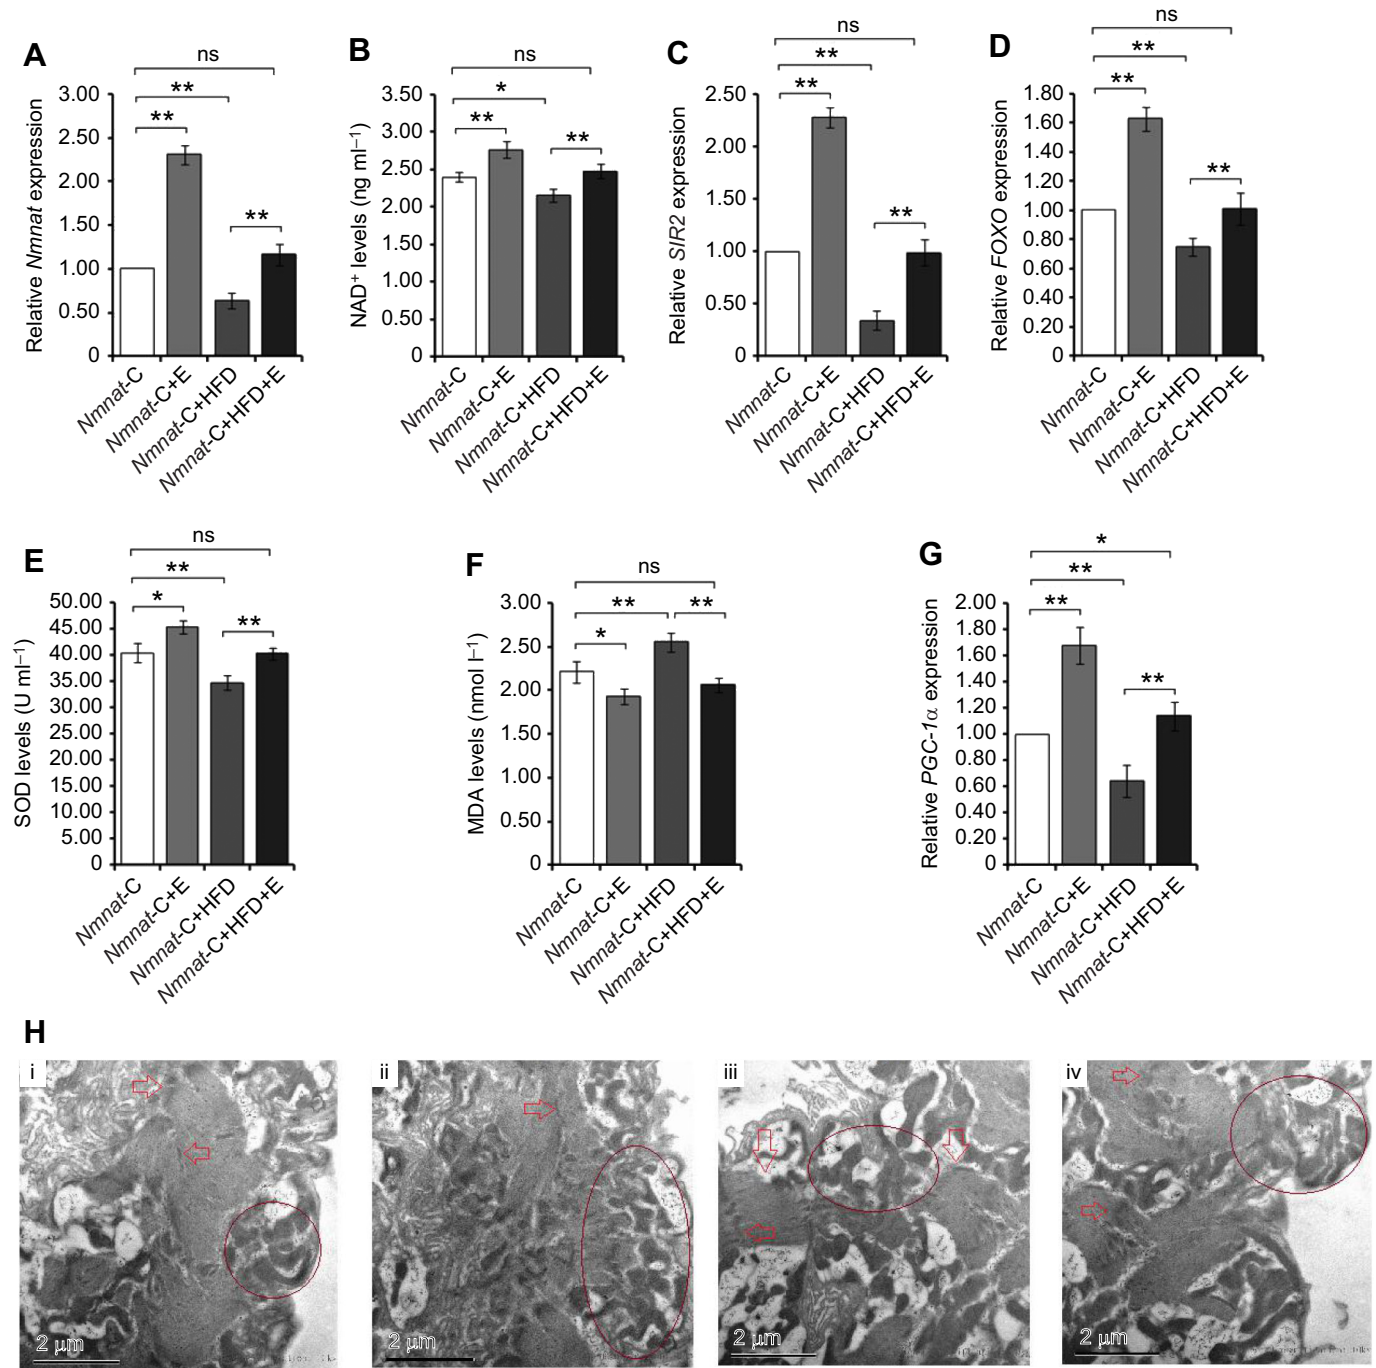 A
ns
**
**
**
Relative Nmnat expression
3.00
2.50
2.00
1.50
1.00
0.50
0
Nmnat-C
Nmnat-C+E
Nmnat-C+HFD
Nmnat-C+HFD+E
B
ns
*
**
**
NAD⁺ levels (ng ml⁻¹)
3.50
3.00
2.50
2.00
1.50
1.00
0.50
0
Nmnat-C
Nmnat-C+E
Nmnat-C+HFD
Nmnat-C+HFD+E
C
ns
**
**
**
Relative SIR2 expression
2.50
2.00
1.50
1.00
0.50
0
Nmnat-C
Nmnat-C+E
Nmnat-C+HFD
Nmnat-C+HFD+E
D
ns
**
**
**
Relative FOXO expression
1.80
1.60
1.40
1.20
1.00
0.80
0.60
0.40
0.20
0
Nmnat-C
Nmnat-C+E
Nmnat-C+HFD
Nmnat-C+HFD+E
E
ns
**
*
**
SOD levels (U ml⁻¹)
50.00
45.00
40.00
35.00
30.00
25.00
20.00
15.00
10.00
5.00
0
Nmnat-C
Nmnat-C+E
Nmnat-C+HFD
Nmnat-C+HFD+E
F
ns
**
**
*
MDA levels (nmol l⁻¹)
3.00
2.50
2.00
1.50
1.00
0.50
0
Nmnat-C
Nmnat-C+E
Nmnat-C+HFD
Nmnat-C+HFD+E
G
*
**
**
**
Relative PGC-1α expression
2.00
1.80
1.60
1.40
1.20
1.00
0.80
0.60
0.40
0.20
0
Nmnat-C
Nmnat-C+E
Nmnat-C+HFD
Nmnat-C+HFD+E
H
i
2 μm
ii
2 μm
iii
2 μm
iv
2 μm